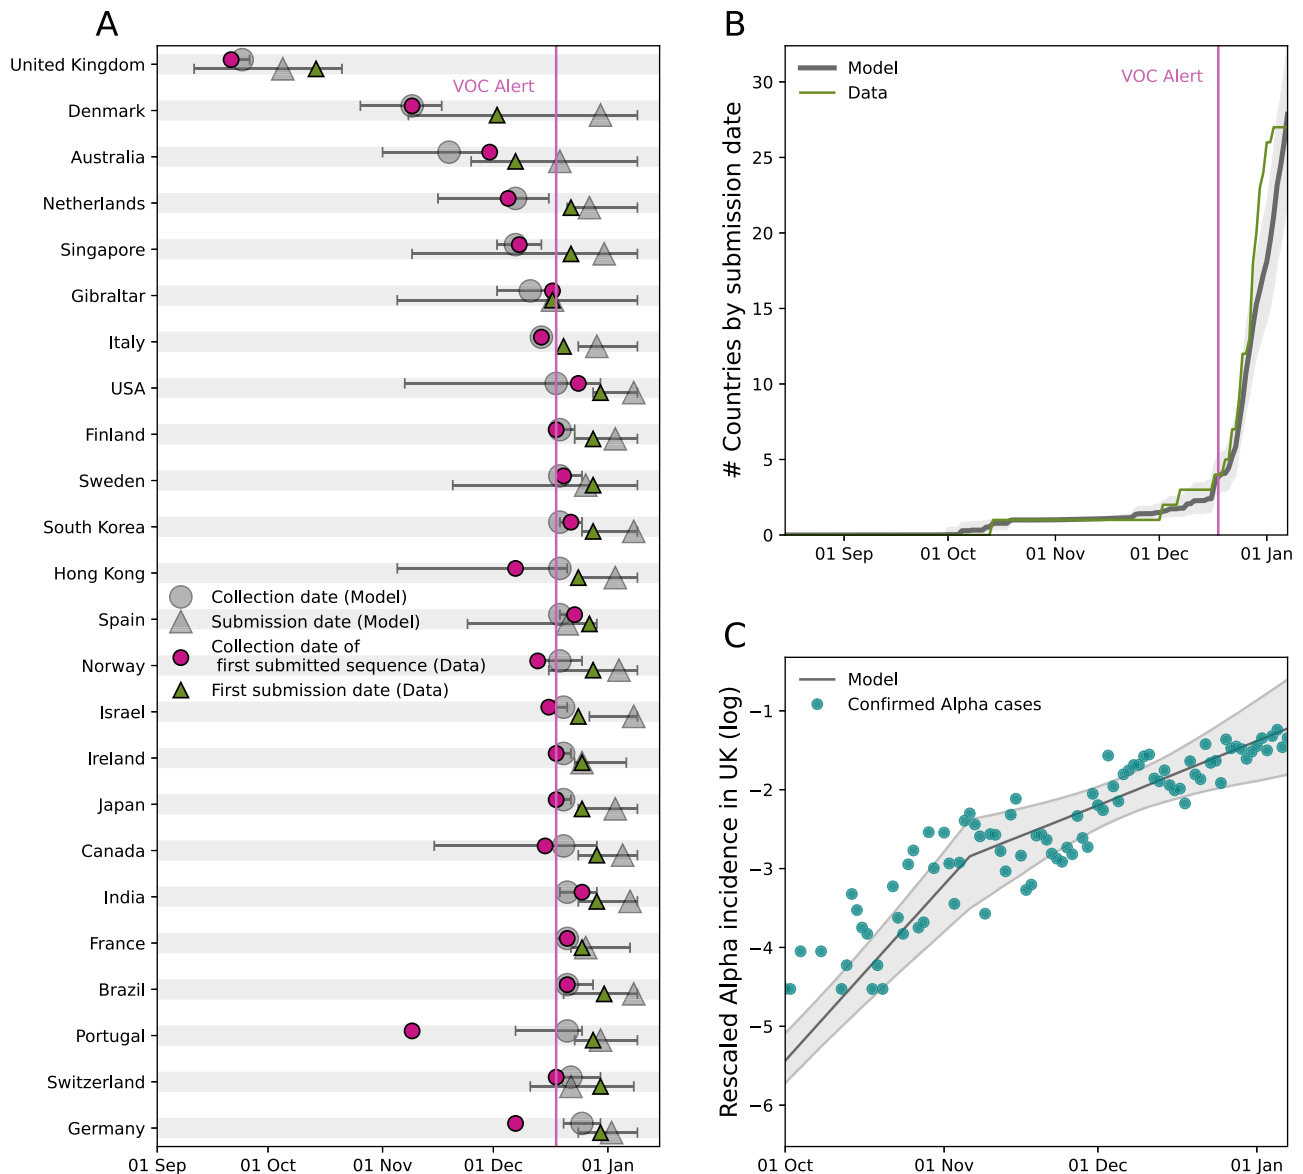 A
United Kingdom
Denmark
Australia
Netherlands
Singapore
Gibraltar
Italy
USA
Finland
Sweden
South Korea
Hong Kong
Spain
Norway
Israel
Ireland
Japan
Canada
India
France
Brazil
Portugal
Switzerland
Germany
VOC Alert
Collection date (Model)
Submission date (Model)
Collection date of
first submitted sequence (Data)
First submission date (Data)
01 Sep
01 Oct
01 Nov
01 Dec
01 Jan
B
# Countries by submission date
30
25
20
15
10
5
0
Model
Data
VOC Alert
01 Sep
01 Oct
01 Nov
01 Dec
01 Jan
C
Rescaled Alpha incidence in UK (log)
−1
−2
−3
−4
−5
−6
Model
Confirmed Alpha cases
01 Oct
01 Nov
01 Dec
01 Jan